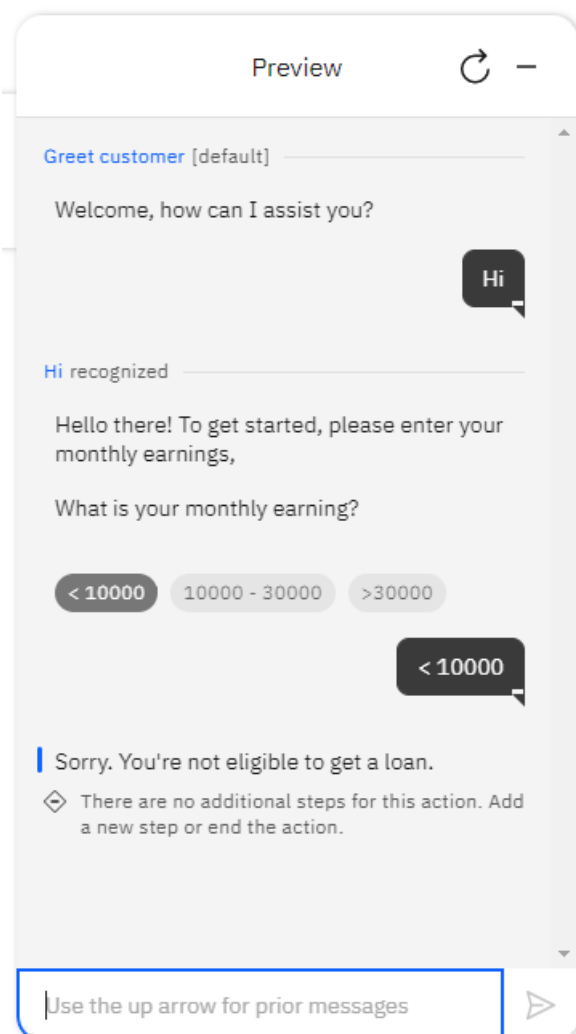 Preview
Greet customer [default]
Welcome, how can I assist you?
Hi
Hi recognized
Hello there! To get started, please enter your
monthly earnings,
What is your monthly earning?
< 10000 10000 - 30000 >30000
< 10000
Sorry. You're not eligible to get a loan.
There are no additional steps for this action. Add
a new step or end the action.
Use the up arrow for prior messages